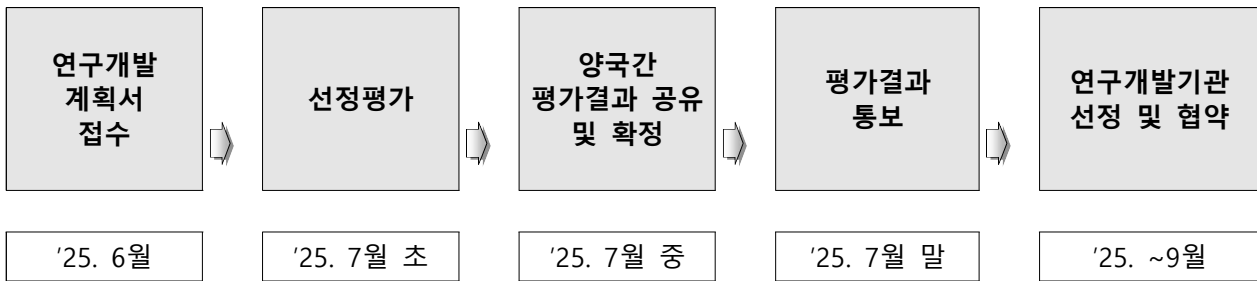 연구개발
계획서
접수
선정평가
양국간
평가결과 공유
및 확정
평가결과
통보
연구개발기관
선정 및 협약
'25. 6월
'25. 7월 초
'25. 7월 중
'25. 7월 말
'25. ~9월